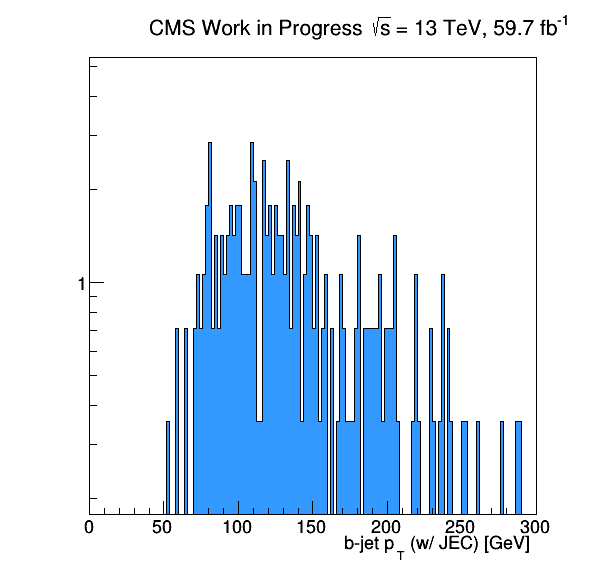 CMS Work in Progress √s = 13 TeV, 59.7 fb⁻¹
1
0 50 100 150 200 250 300
b-jet p_T (w/ JEC) [GeV]